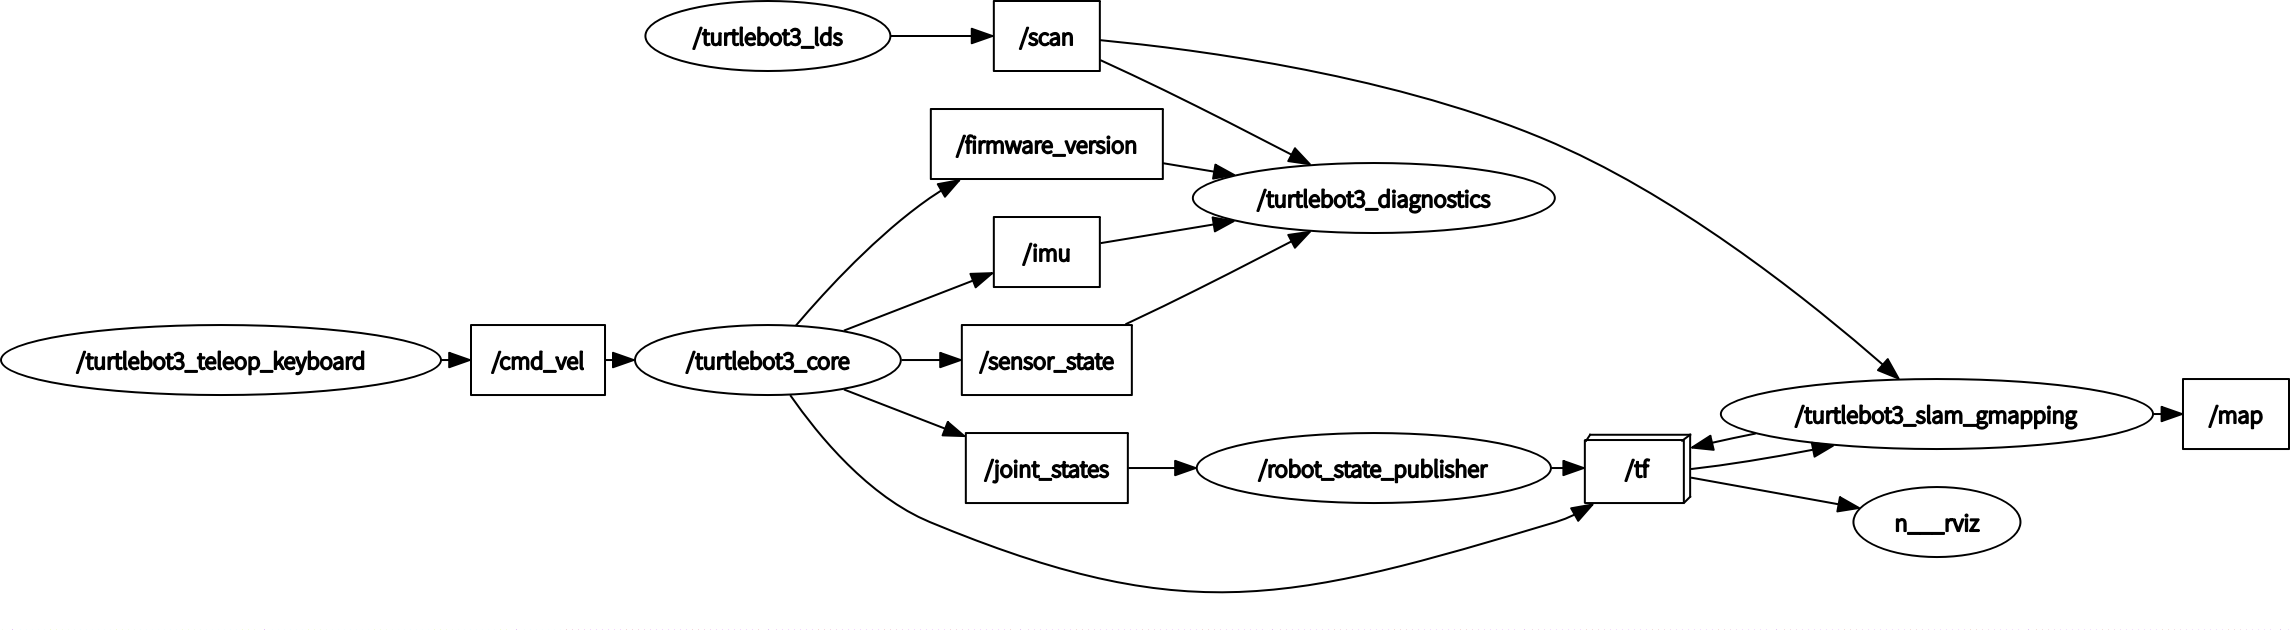 /turtlebot3_lds
/scan
/firmware_version
/turtlebot3_diagnostics
/imu
/turtlebot3_teleop_keyboard
/cmd_vel
/turtlebot3_core
/sensor_state
/turtlebot3_slam_gmapping
/map
/joint_states
/robot_state_publisher
/tf
n___rviz